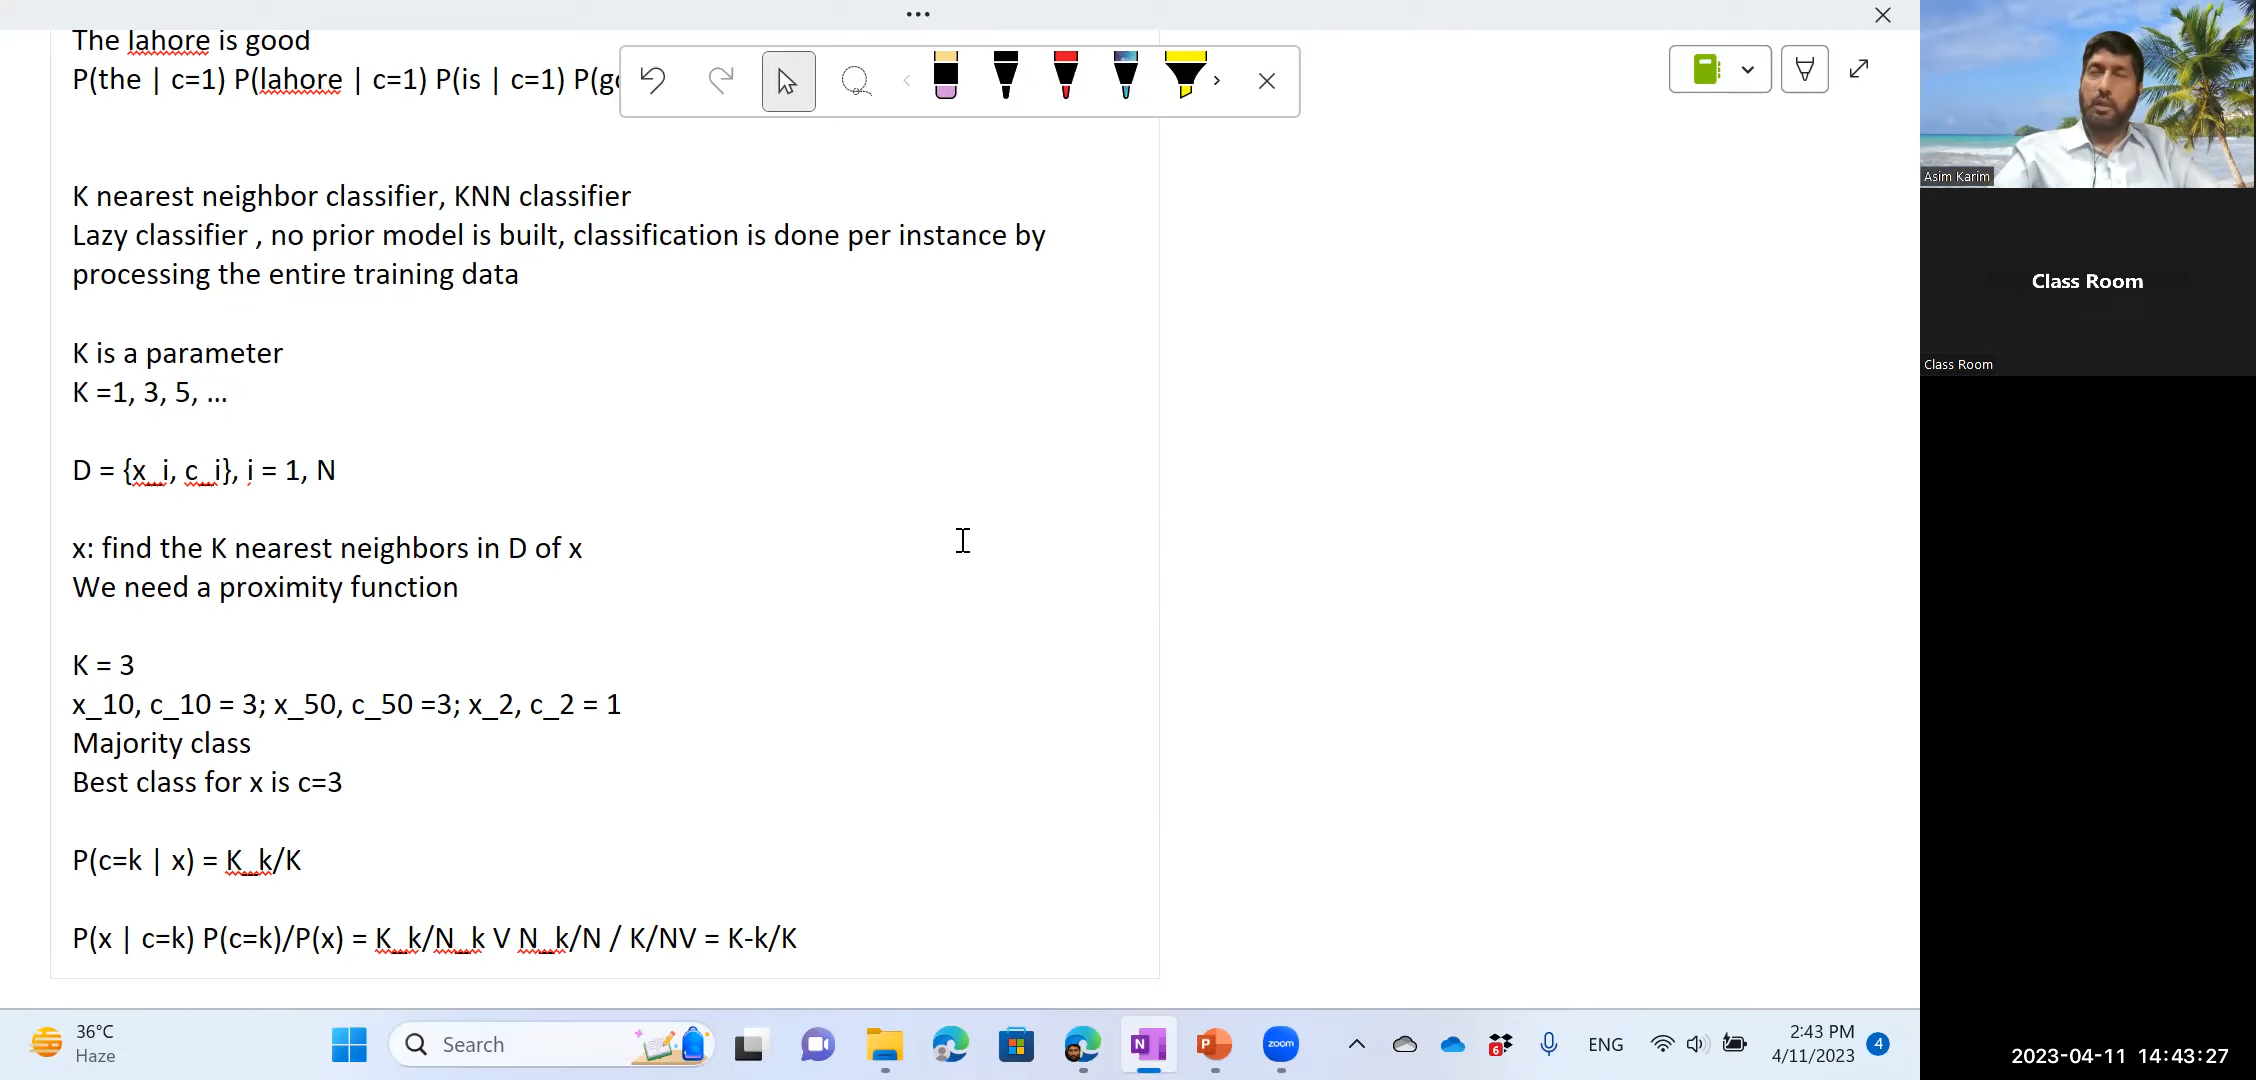 The lahore is good
P(the | c=1) P(lahore | c=1) P(is | c=1) P(go
K nearest neighbor classifier, KNN classifier
Lazy classifier , no prior model is built, classification is done per instance by
processing the entire training data
K is a parameter
K =1, 3, 5, ...
D = {x_i, c_i}, i = 1, N
x: find the K nearest neighbors in D of x
We need a proximity function
K = 3
x_10, c_10 = 3; x_50, c_50 =3; x_2, c_2 = 1
Majority class
Best class for x is c=3
P(c=k | x) = K_k/K
P(x | c=k) P(c=k)/P(x) = K_k/N_k V N_k/N / K/NV = K-k/K
Asim Karim
Class Room
Class Room
36°C
Haze
Search
N
P
zoom
6
ENG
2:43 PM
4/11/2023
4
2023-04-11 14:43:27